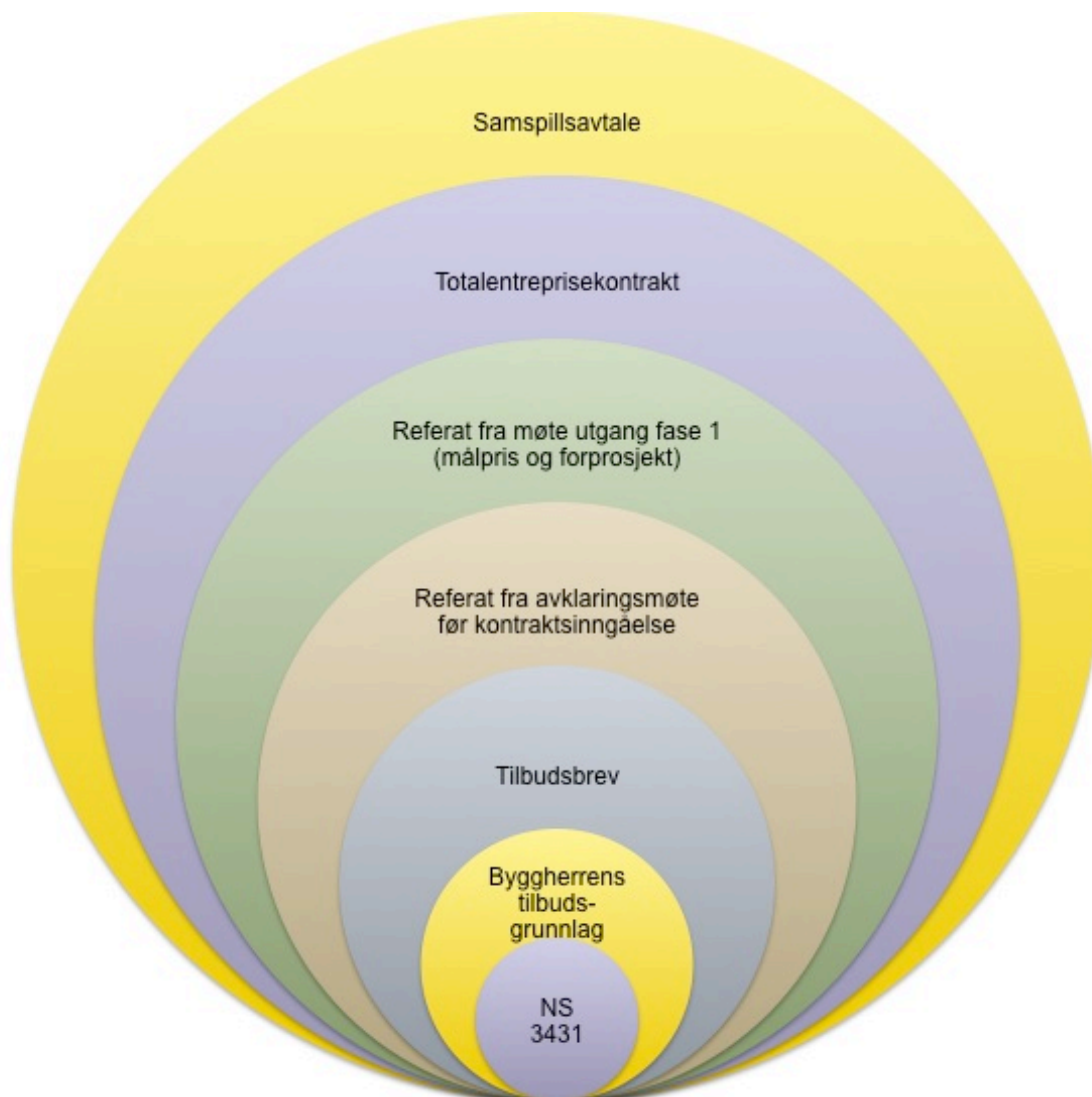 Samspillsavtale
Totalentreprisekontrakt
Referat fra møte utgang fase 1
(målpris og forprosjekt)
Referat fra avklaringsmøte
før kontraktsinngåelse
Tilbudsbrev
Byggherrens
tilbuds-
grunnlag
NS
3431